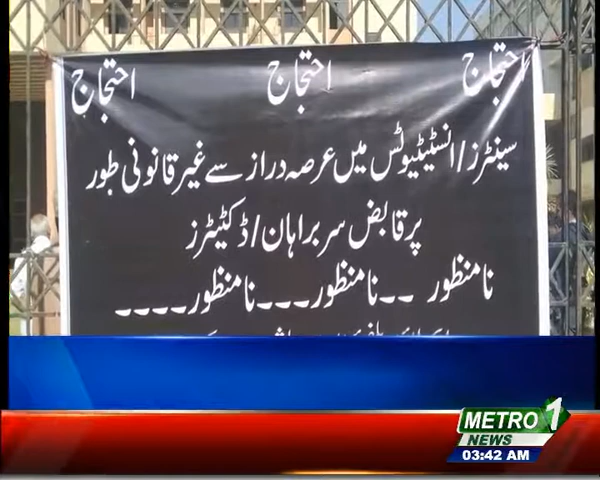 احتجاج احتجاج احتجاج
سینٹرز/انسٹیٹیوٹس میں عرصہ دراز سے غیر قانونی طور
پر قابض سربراہان/ڈکٹیٹرز
نامنظور ۔۔نامنظور۔۔۔نامنظور۔۔۔۔
METRO 1
NEWS
03:42 AM